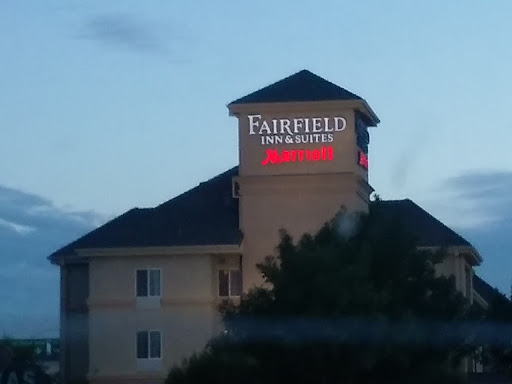 FAIRFIELD
INN & SUITES
Marriott